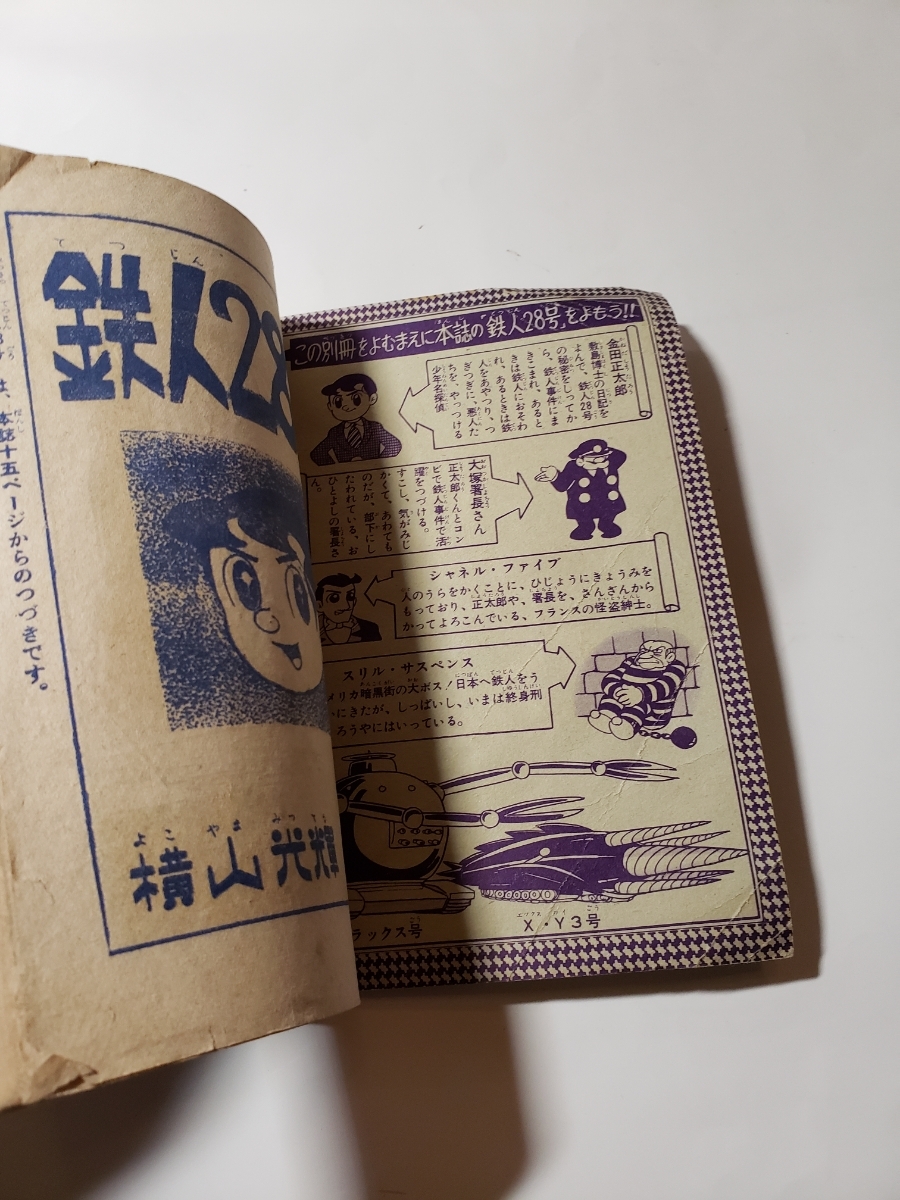 鉄人28
は、本誌十五ページからのつづきです。
横山光輝
この別冊をよむまえに本誌の“鉄人28号”をよもう!!
金田正太郎
敷島博士の日記を
よんで、鉄人28号
の秘密をしってか
ら、鉄人事件にま
きこまれ、あると
きは鉄人におそわ
れ、あるときは鉄
人をあやつり、つ
ぎつぎに、悪人た
ちを、やっつける
少年名探偵
大塚署長さん
正太郎くんとコン
ビで鉄人事件で活
躍をつづける。
すこし、気がみじ
かくて、あわても
のだが、部下にし
たわれている、お
ひとよしの署長さ
ん。
シャネル・ファイブ
人のうらをかくことに、ひじょうにきょうみを
もっており、正太郎や、署長を、さんざんから
かってよろこんでいる、フランスの怪盗紳士。
スリル・サスペンス
メリカ暗黒街の大ボス!日本へ鉄人をう
にきたが、しっぱいし、いまは終身刑
ろうやにはいっている。
ラックス号
X・Y3号